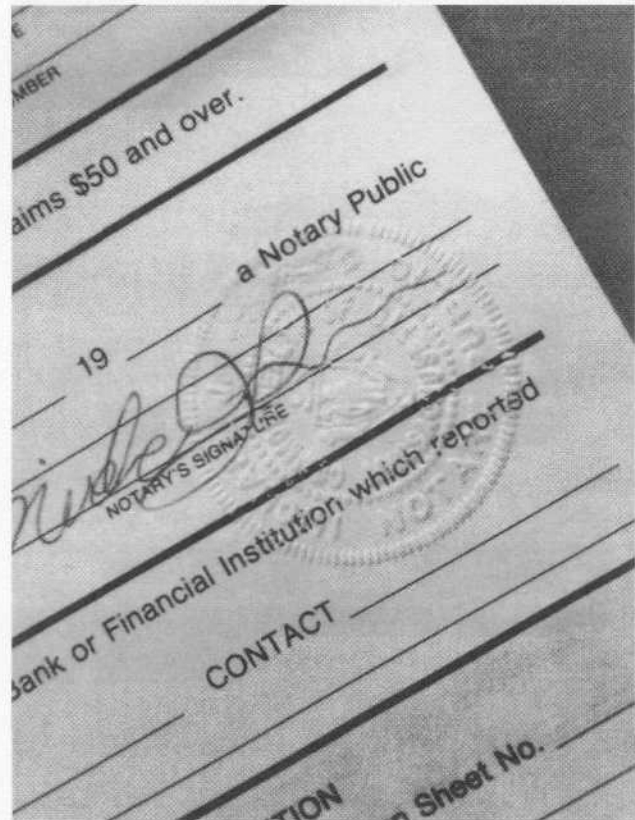 E
MBER
aims $50 and over.
19 a Notary Public
NOTARY'S SIGNATURE
Bank or Financial Institution which reported
CONTACT
TION
Sheet No.
NOTARY